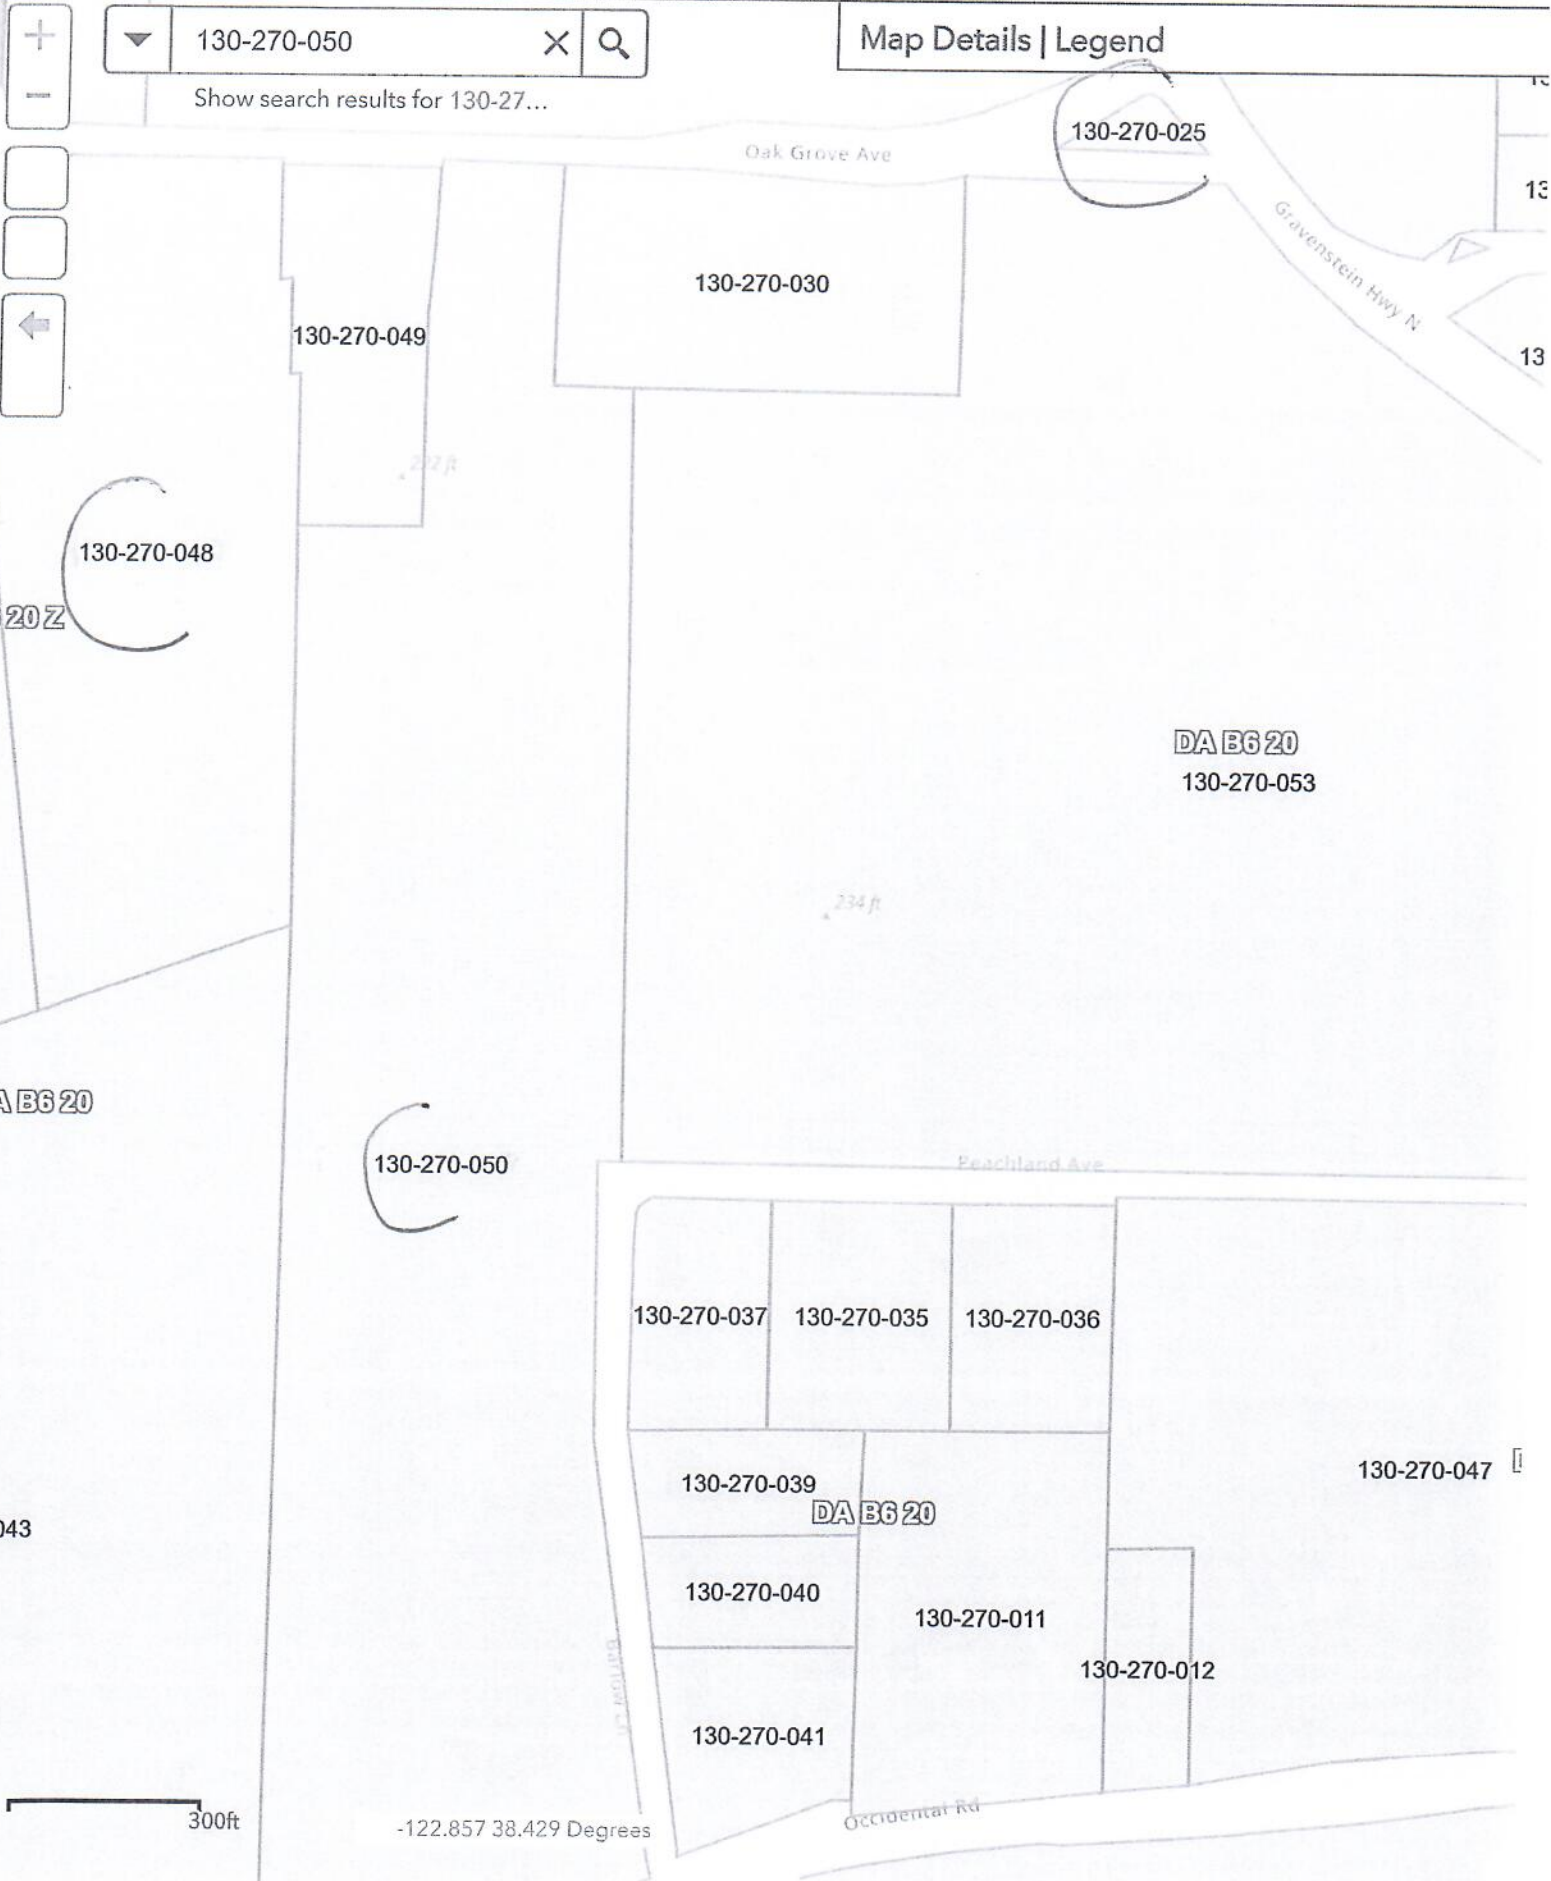 130-270-050
Map Details | Legend
Show search results for 130-27...
130-270-025
Oak Grove Ave
13
Gravenstein Hwy N
130-270-030
130-270-049
13
292 ft
130-270-048
20 Z
DA B6 20
130-270-053
234 ft
A B6 20
130-270-050
Peachland Ave
130-270-037
130-270-035
130-270-036
130-270-047
130-270-039
DA B6 20
043
130-270-040
130-270-011
130-270-012
Barlow Ln
130-270-041
300ft
-122.857 38.429 Degrees
Occidental Rd